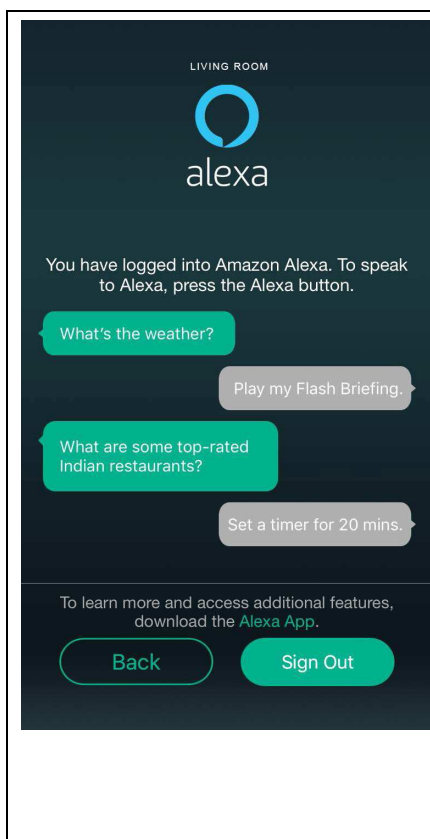 LIVING ROOM
alexa
You have logged into Amazon Alexa. To speak
to Alexa, press the Alexa button.
What's the weather?
Play my Flash Briefing.
What are some top-rated
Indian restaurants?
Set a timer for 20 mins.
To learn more and access additional features,
download the Alexa App.
Back
Sign Out